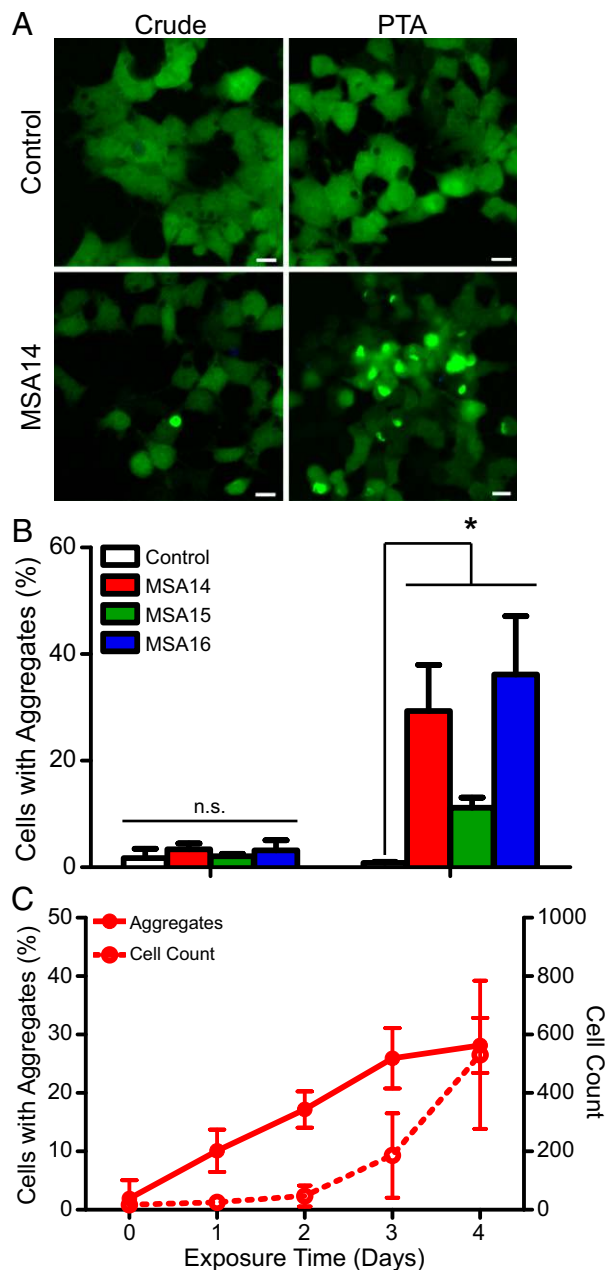 A
Crude
PTA
Control
MSA14
B
Cells with Aggregates (%)
60
40
20
0
Control
MSA14
MSA15
MSA16
n.s.
*
C
Cells with Aggregates (%)
50
40
30
20
10
0
Aggregates
Cell Count
1000
800
600
400
200
0
Cell Count
0 1 2 3 4
Exposure Time (Days)